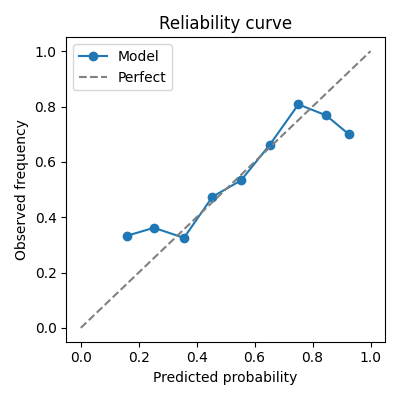 Reliability curve
Model
Perfect
Observed frequency
1.0
0.8
0.6
0.4
0.2
0.0
0.0 0.2 0.4 0.6 0.8 1.0
Predicted probability